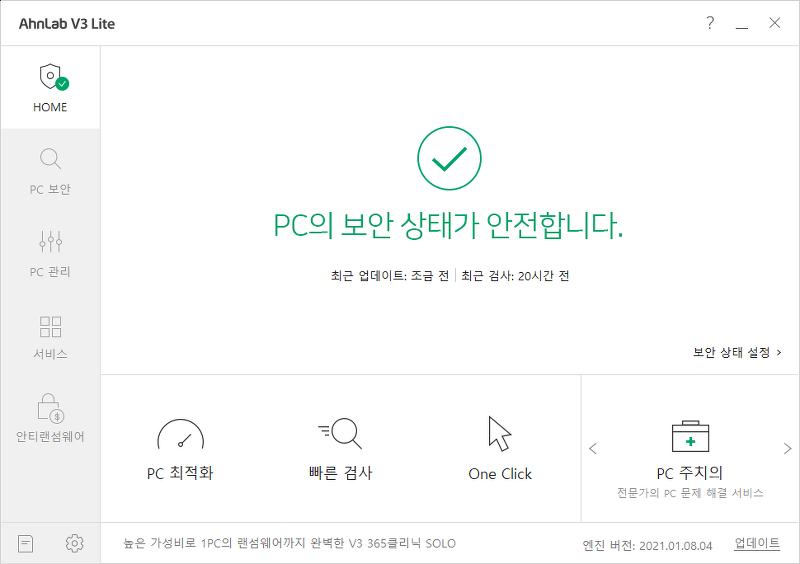 AhnLab V3 Lite
?
HOME
PC 보안
PC 관리
서비스
안티랜섬웨어
PC의 보안 상태가 안전합니다.
최근 업데이트: 조금 전 | 최근 검사: 20시간 전
보안 상태 설정 >
PC 최적화
빠른 검사
One Click
PC 주치의
전문가의 PC 문제 해결 서비스
높은 가성비로 1PC의 랜섬웨어까지 완벽한 V3 365클리닉 SOLO
엔진 버전: 2021.01.08.04
업데이트